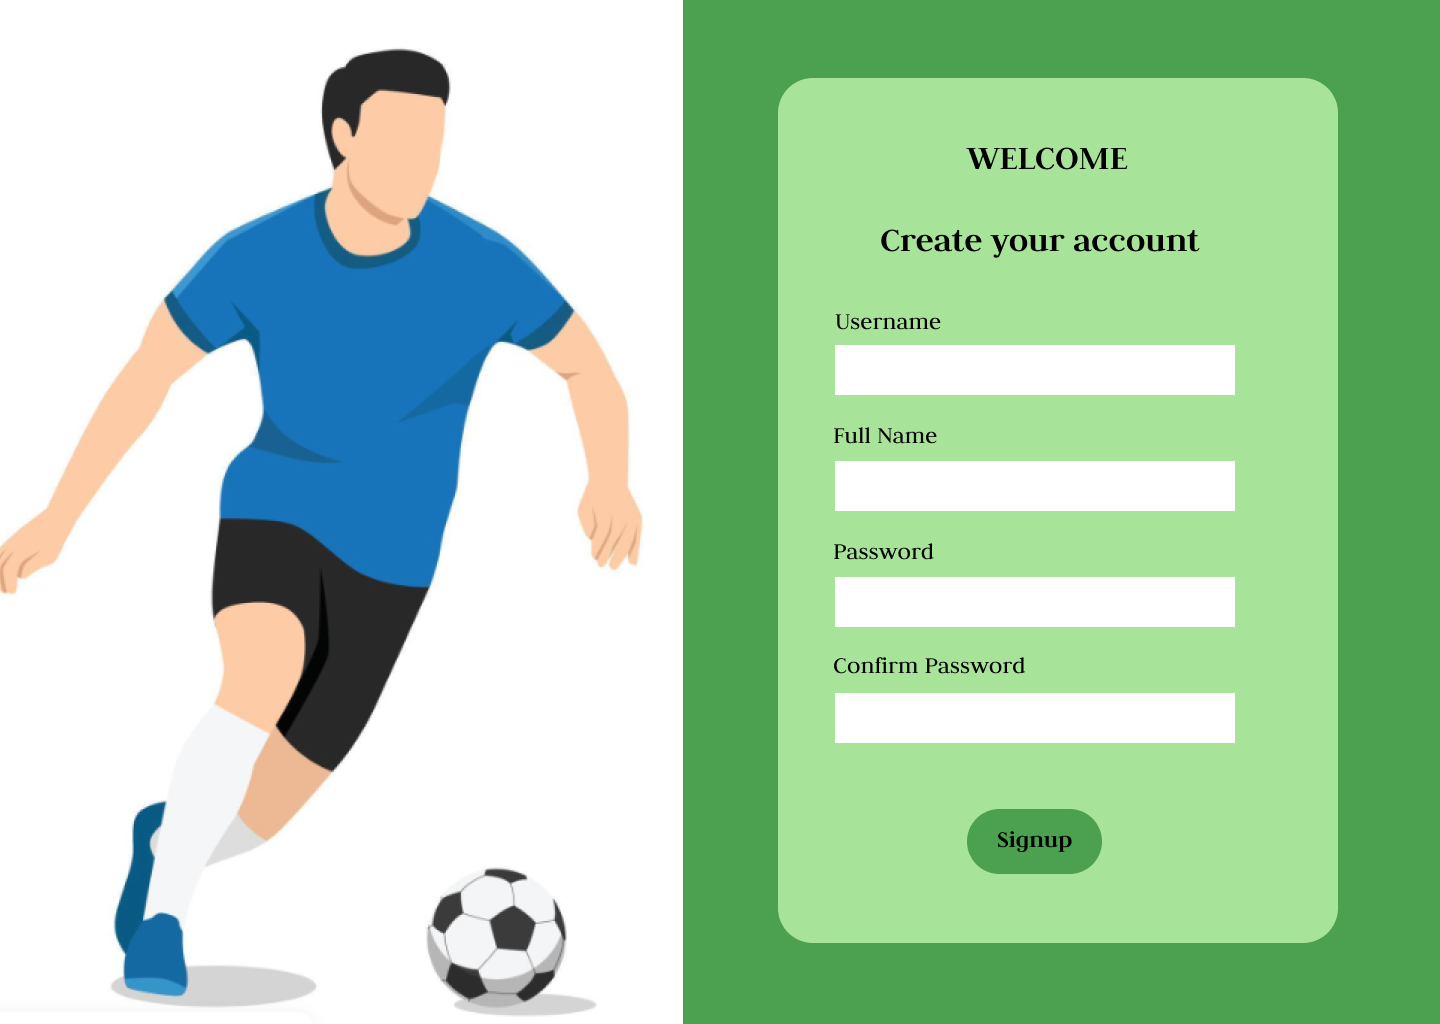 WELCOME
Create your account
Username
Full Name
Password
Confirm Password
Signup